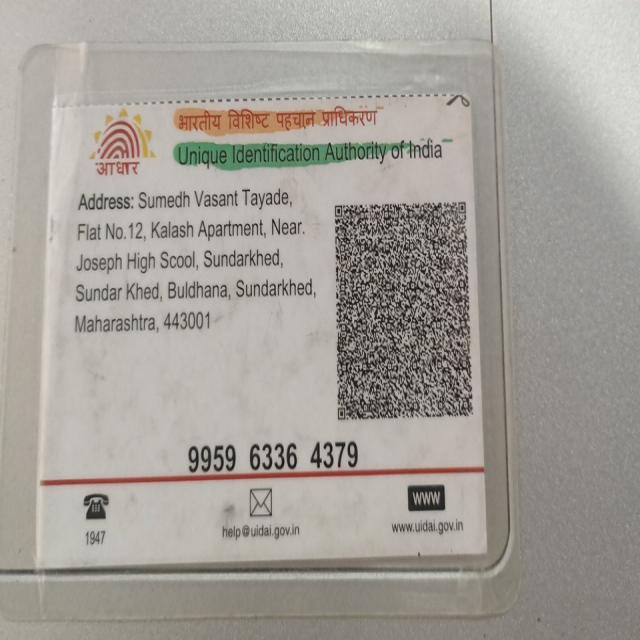 भारतीय विशिष्ट पहचान प्राधिकरण
Unique Identification Authority of India
आधार
Address: Sumedh Vasant Tayade,
Flat No.12, Kalash Apartment, Near.
Joseph High Scool, Sundarkhed,
Sundar Khed, Buldhana, Sundarkhed,
Maharashtra, 443001
9959 6336 4379
1947
help@uidai.gov.in
www
www.uidai.gov.in